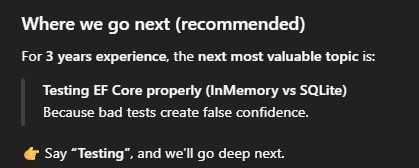 Where we go next (recommended)
For 3 years experience, the next most valuable topic is:
Testing EF Core properly (InMemory vs SQLite)
Because bad tests create false confidence.
👉 Say “Testing”, and we’ll go deep next.